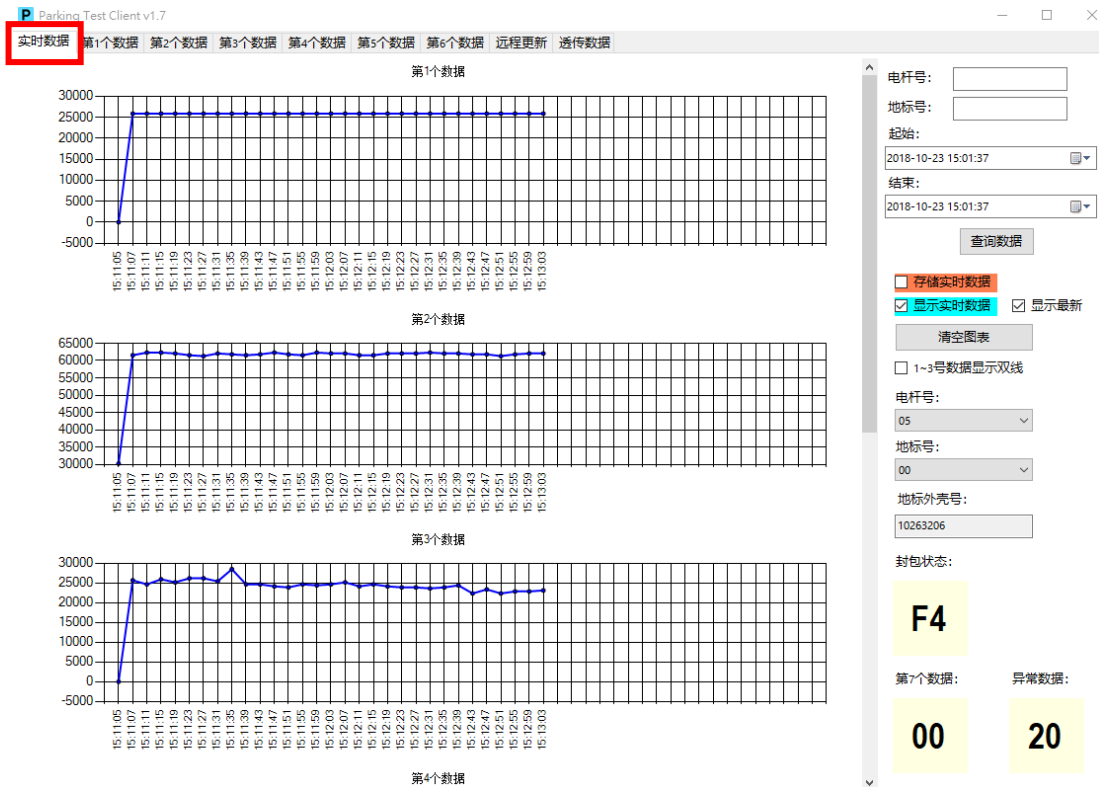 Parking Test Client v1.7
实时数据 第1个数据 第2个数据 第3个数据 第4个数据 第5个数据 第6个数据 远程更新 透传数据
第1个数据
30000
25000
20000
15000
10000
5000
0
-5000
15:11:05 15:11:07 15:11:11 15:11:15 15:11:19 15:11:23 15:11:27 15:11:31 15:11:35 15:11:39 15:11:43 15:11:47 15:11:51 15:11:55 15:11:59 15:12:03 15:12:07 15:12:11 15:12:15 15:12:19 15:12:23 15:12:27 15:12:31 15:12:35 15:12:39 15:12:43 15:12:47 15:12:51 15:12:55 15:12:59 15:13:03
第2个数据
65000
60000
55000
50000
45000
40000
35000
30000
15:11:05 15:11:07 15:11:11 15:11:15 15:11:19 15:11:23 15:11:27 15:11:31 15:11:35 15:11:39 15:11:43 15:11:47 15:11:51 15:11:55 15:11:59 15:12:03 15:12:07 15:12:11 15:12:15 15:12:19 15:12:23 15:12:27 15:12:31 15:12:35 15:12:39 15:12:43 15:12:47 15:12:51 15:12:55 15:12:59 15:13:03
第3个数据
30000
25000
20000
15000
10000
5000
0
-5000
15:11:05 15:11:07 15:11:11 15:11:15 15:11:19 15:11:23 15:11:27 15:11:31 15:11:35 15:11:39 15:11:43 15:11:47 15:11:51 15:11:55 15:11:59 15:12:03 15:12:07 15:12:11 15:12:15 15:12:19 15:12:23 15:12:27 15:12:31 15:12:35 15:12:39 15:12:43 15:12:47 15:12:51 15:12:55 15:12:59 15:13:03
第4个数据
电杆号:
地标号:
起始:
2018-10-23 15:01:37
结束:
2018-10-23 15:01:37
查询数据
存储实时数据
显示实时数据 显示最新
清空图表
1~3号数据显示双线
电杆号:
05
地标号:
00
地标外壳号:
10263206
封包状态:
F4
第7个数据: 异常数据:
00 20